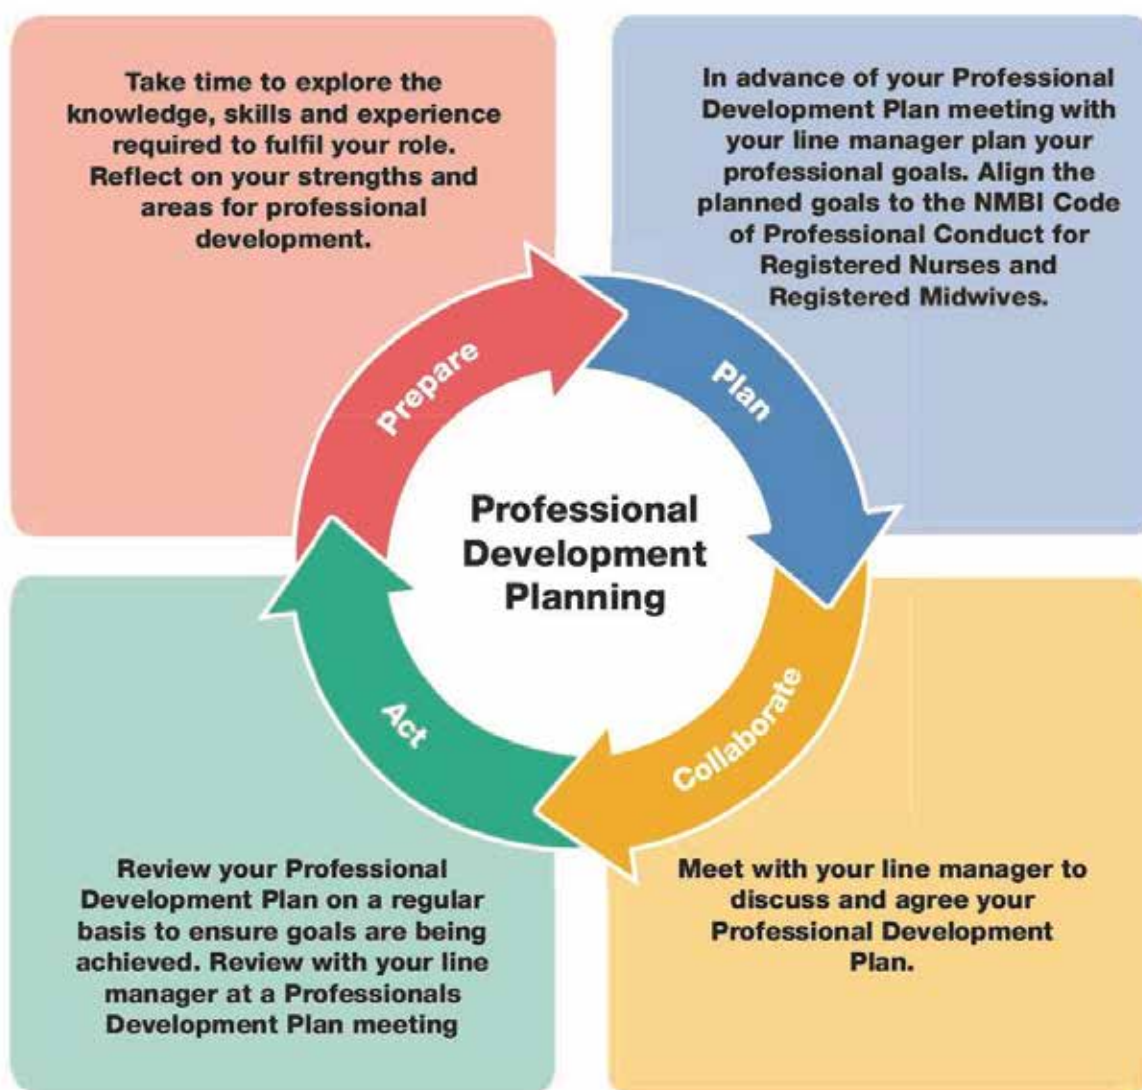 Take time to explore the
knowledge, skills and experience
required to fulfil your role.
Reflect on your strengths and
areas for professional
development.
In advance of your Professional
Development Plan meeting with
your line manager plan your
professional goals. Align the
planned goals to the NMBI Code
of Professional Conduct for
Registered Nurses and
Registered Midwives.
Prepare
Plan
Professional
Development
Planning
Act
Collaborate
Review your Professional
Development Plan on a regular
basis to ensure goals are being
achieved. Review with your line
manager at a Professionals
Development Plan meeting
Meet with your line manager to
discuss and agree your
Professional Development
Plan.